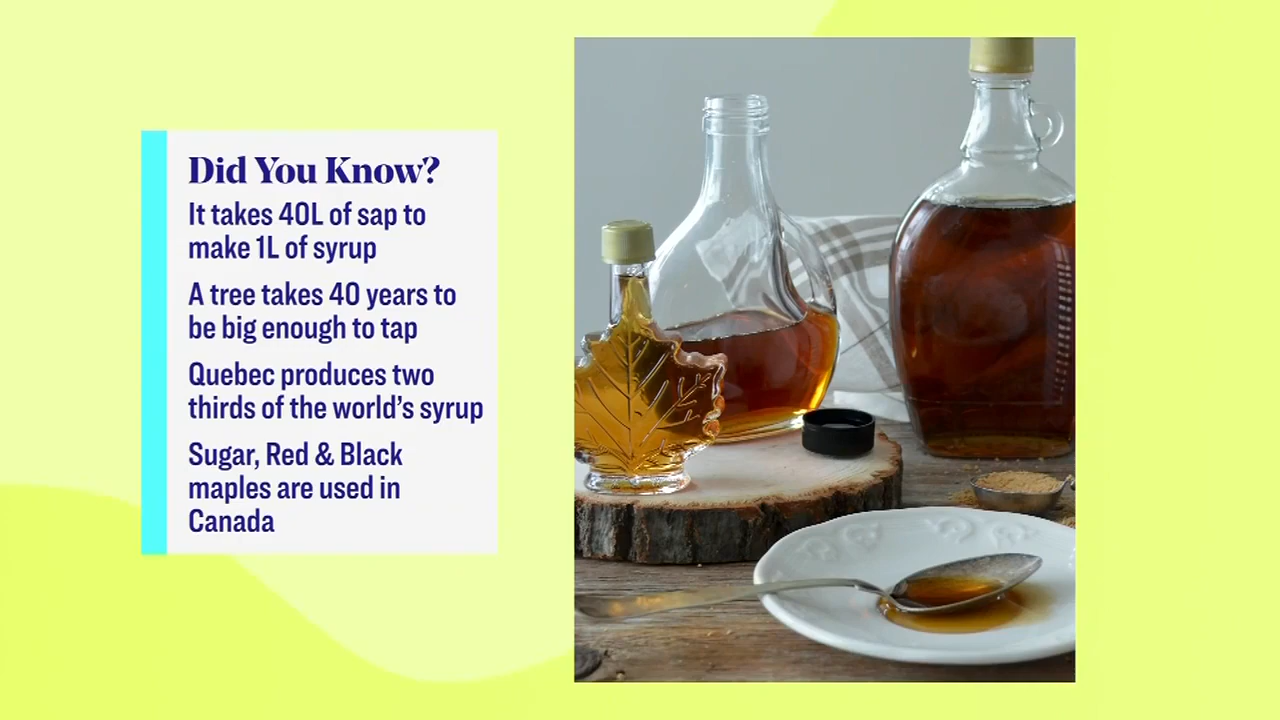 Did You Know?
It takes 40L of sap to
make 1L of syrup
A tree takes 40 years to
be big enough to tap
Quebec produces two
thirds of the world's syrup
Sugar, Red & Black
maples are used in
Canada